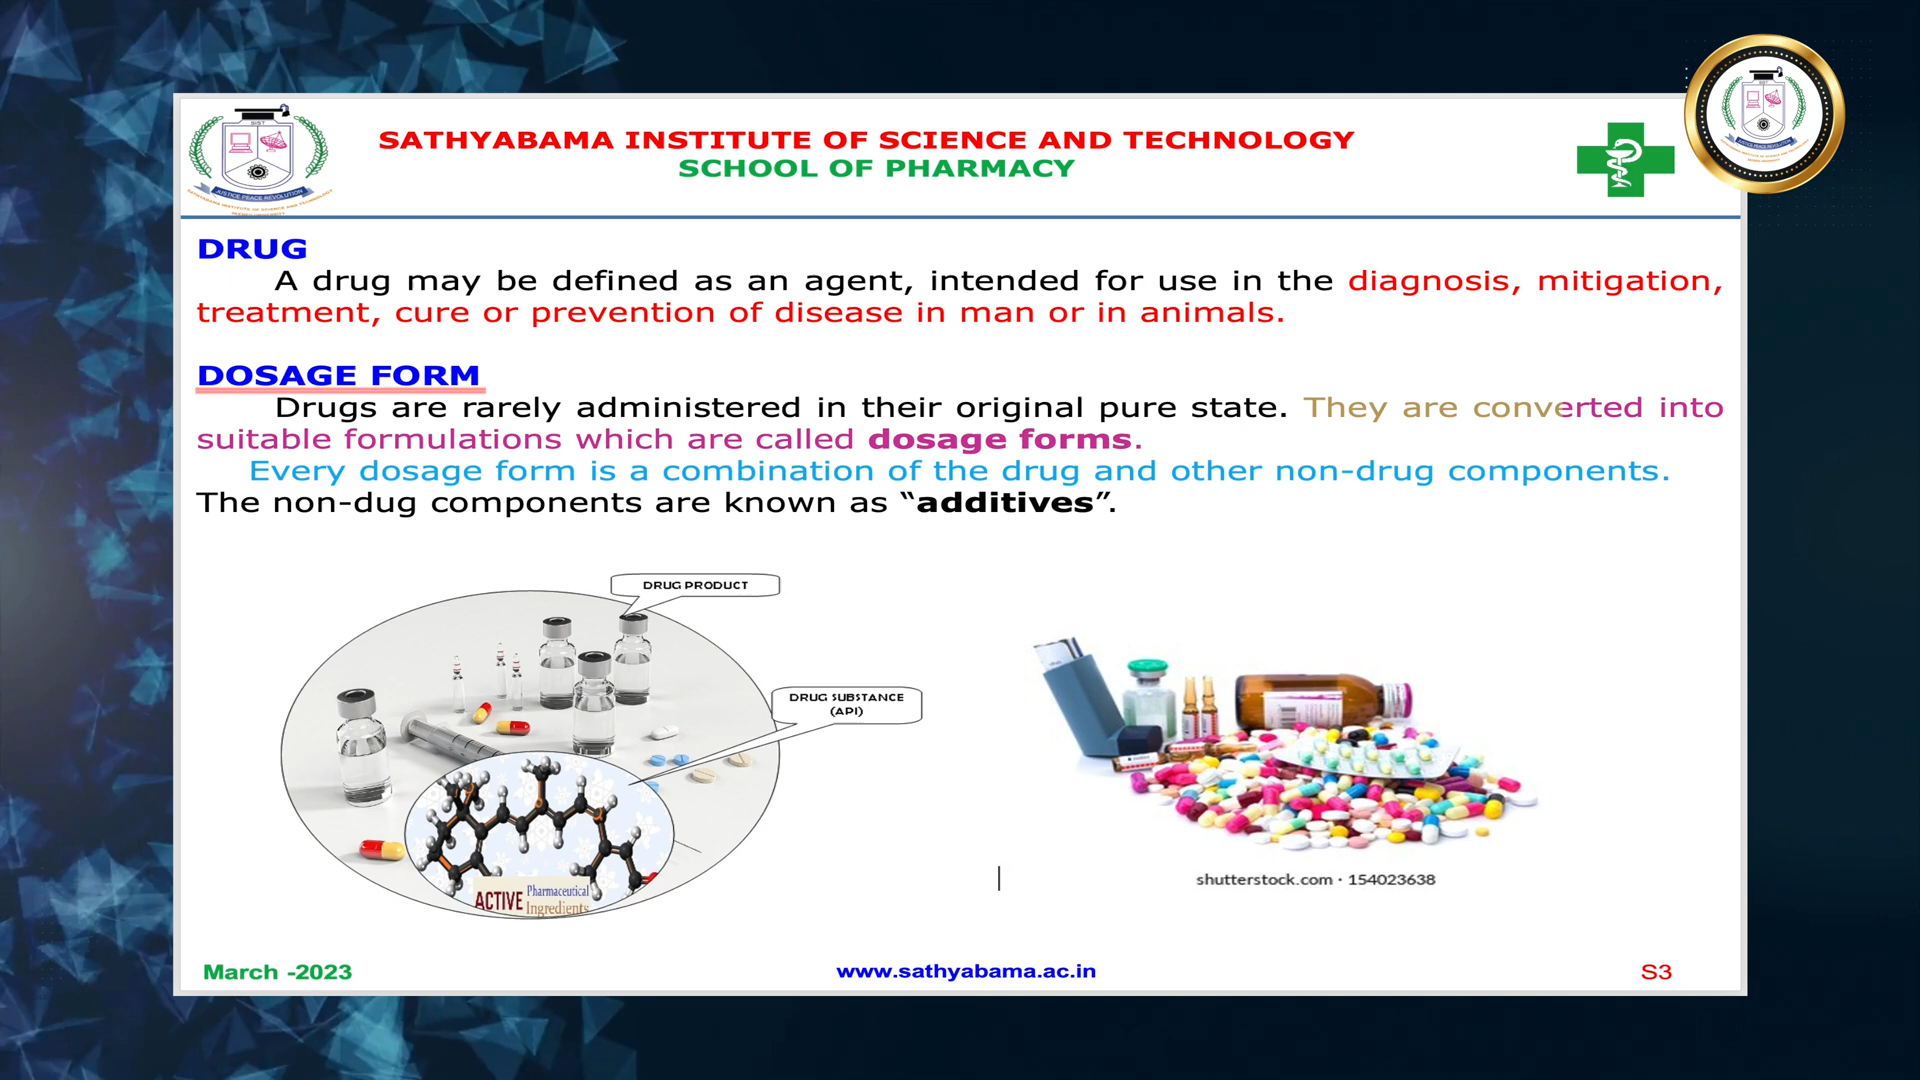 SIST
JUSTICE PEACE REVOLUTION
SATHYABAMA INSTITUTE OF SCIENCE AND TECHNOLOGY
SCHOOL OF PHARMACY
DRUG
A drug may be defined as an agent, intended for use in the diagnosis, mitigation,
treatment, cure or prevention of disease in man or in animals.
DOSAGE FORM
Drugs are rarely administered in their original pure state. They are converted into
suitable formulations which are called dosage forms.
Every dosage form is a combination of the drug and other non-drug components.
The non-dug components are known as “additives”.
DRUG PRODUCT
DRUG SUBSTANCE
(API)
ACTIVE Pharmaceutical
Ingredients
shutterstock.com · 154023638
March -2023
www.sathyabama.ac.in
S3